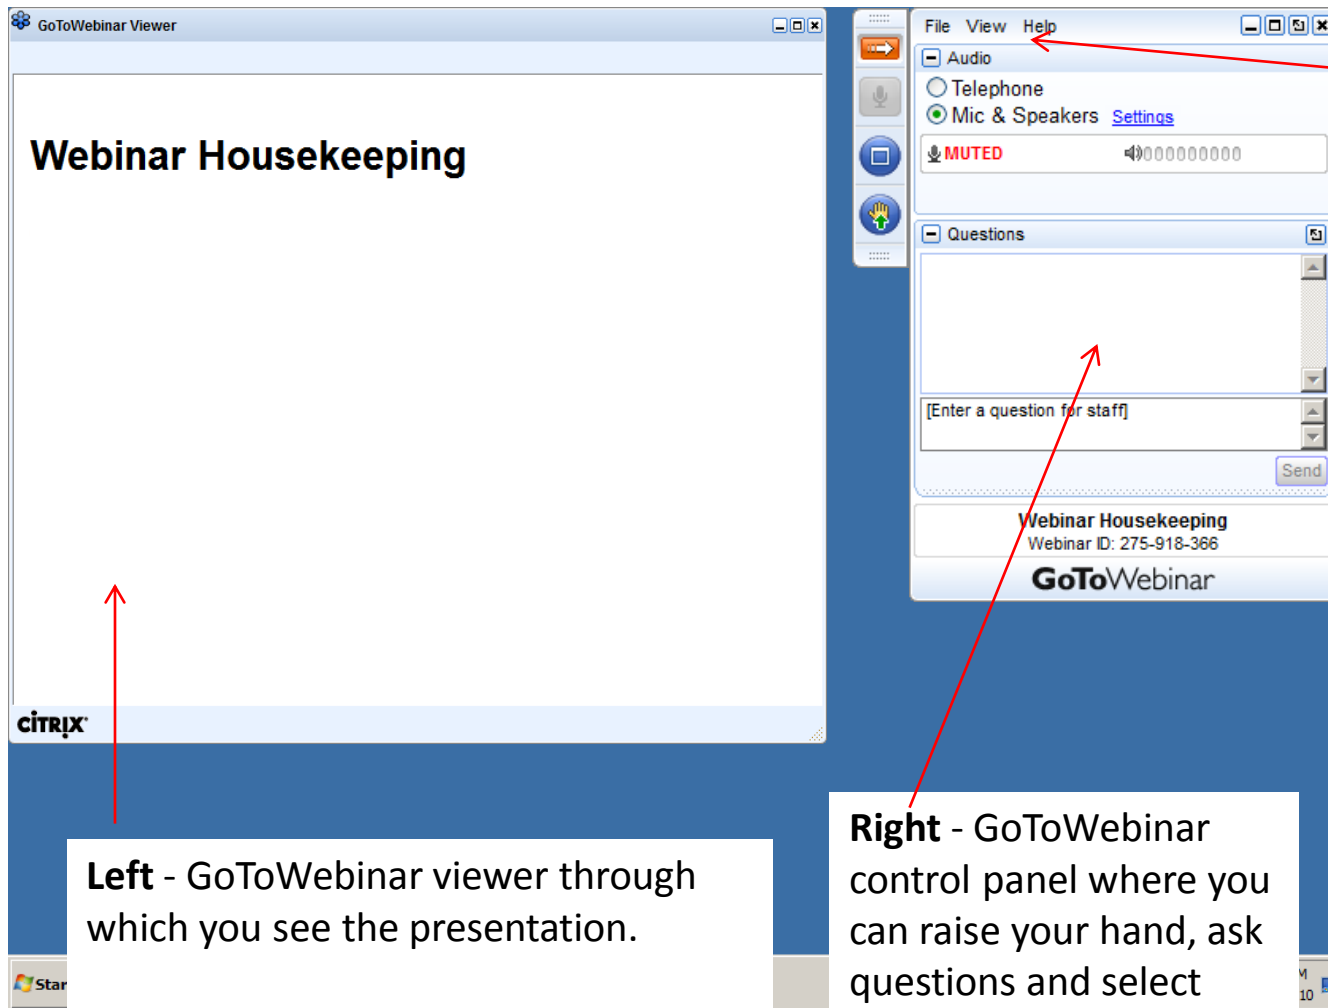 GoToWebinar Viewer
Webinar Housekeeping
CITRIX
File View Help
Audio
Telephone
Mic & Speakers Settings
MUTED
Questions
[Enter a question for staff]
Send
Webinar Housekeeping
Webinar ID: 275-918-366
GoToWebinar
Left - GoToWebinar viewer through
which you see the presentation.
Right - GoToWebinar
control panel where you
can raise your hand, ask
questions and select
Star
M
10